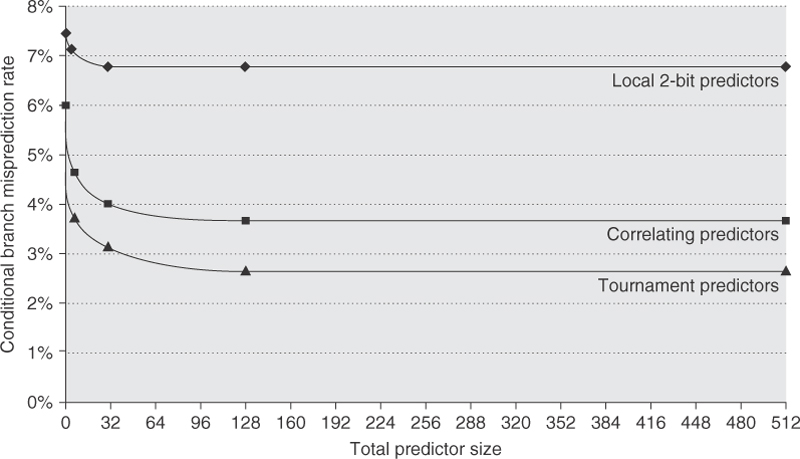 8%
7%
6%
5%
4%
3%
2%
1%
0%
Conditional branch misprediction rate
Local 2-bit predictors
Correlating predictors
Tournament predictors
0 32 64 96 128 160 192 224 256 288 320 352 384 416 448 480 512
Total predictor size